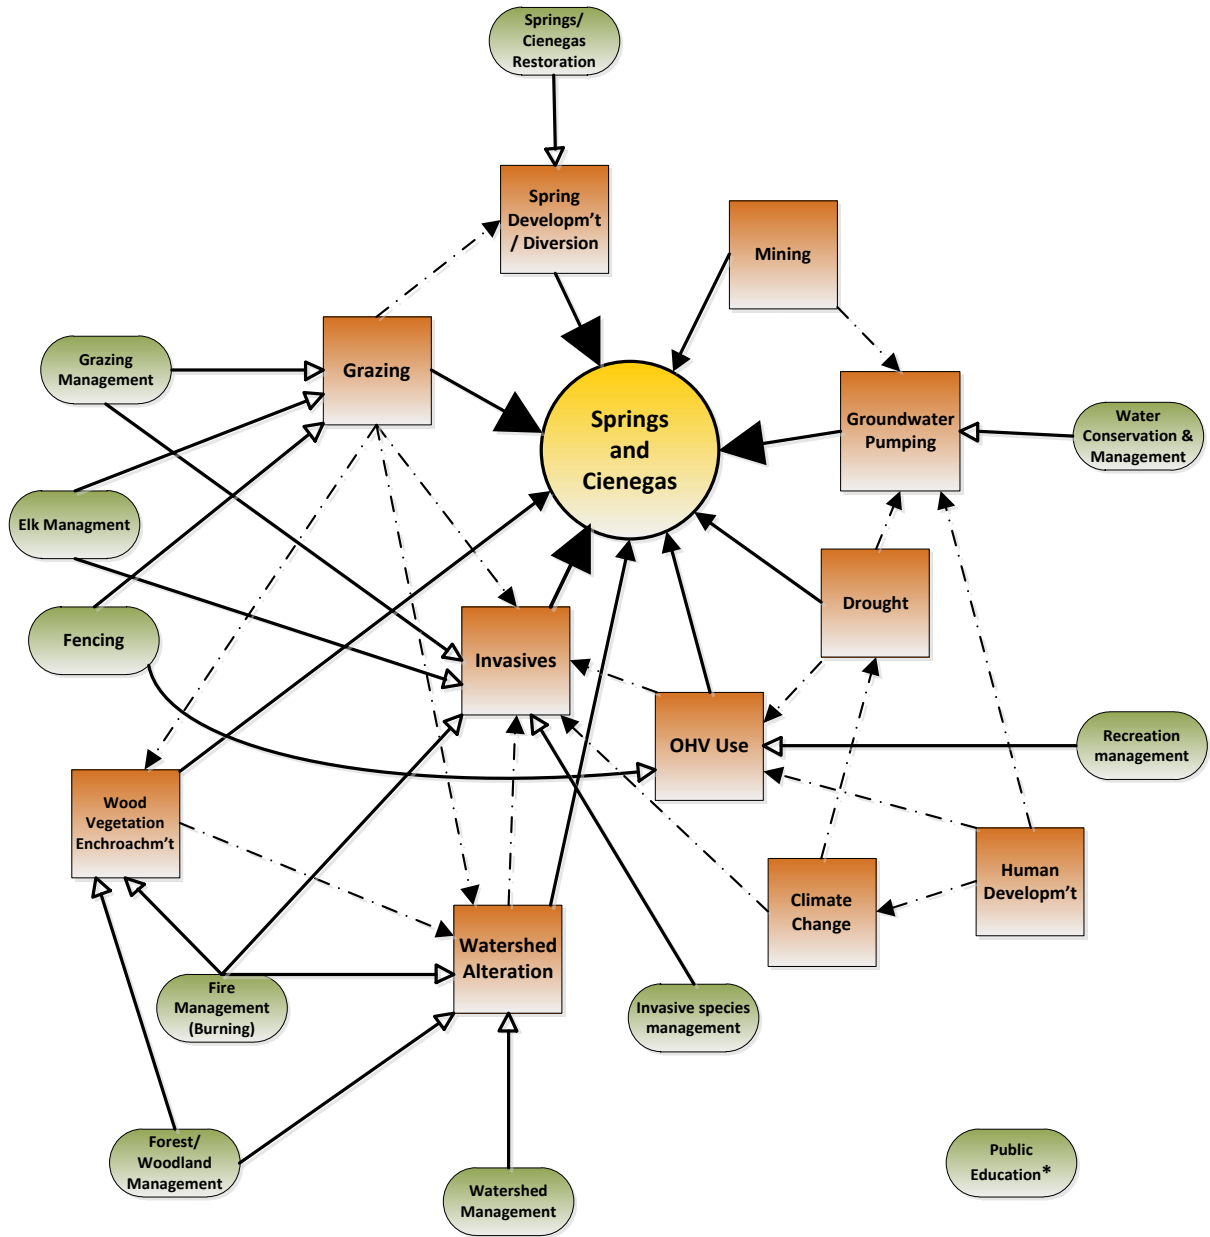 Springs/
Cienegas
Restoration
Spring
Developm't
/ Diversion
Mining
Grazing
Management
Grazing
Springs
and
Cienegas
Groundwater
Pumping
Water
Conservation &
Management
Elk Managment
Drought
Fencing
Invasives
OHV Use
Recreation
management
Wood
Vegetation
Enchroachm't
Climate
Change
Human
Developm't
Watershed
Alteration
Fire
Management
(Burning)
Invasive species
management
Forest/
Woodland
Management
Watershed
Management
Public
Education*